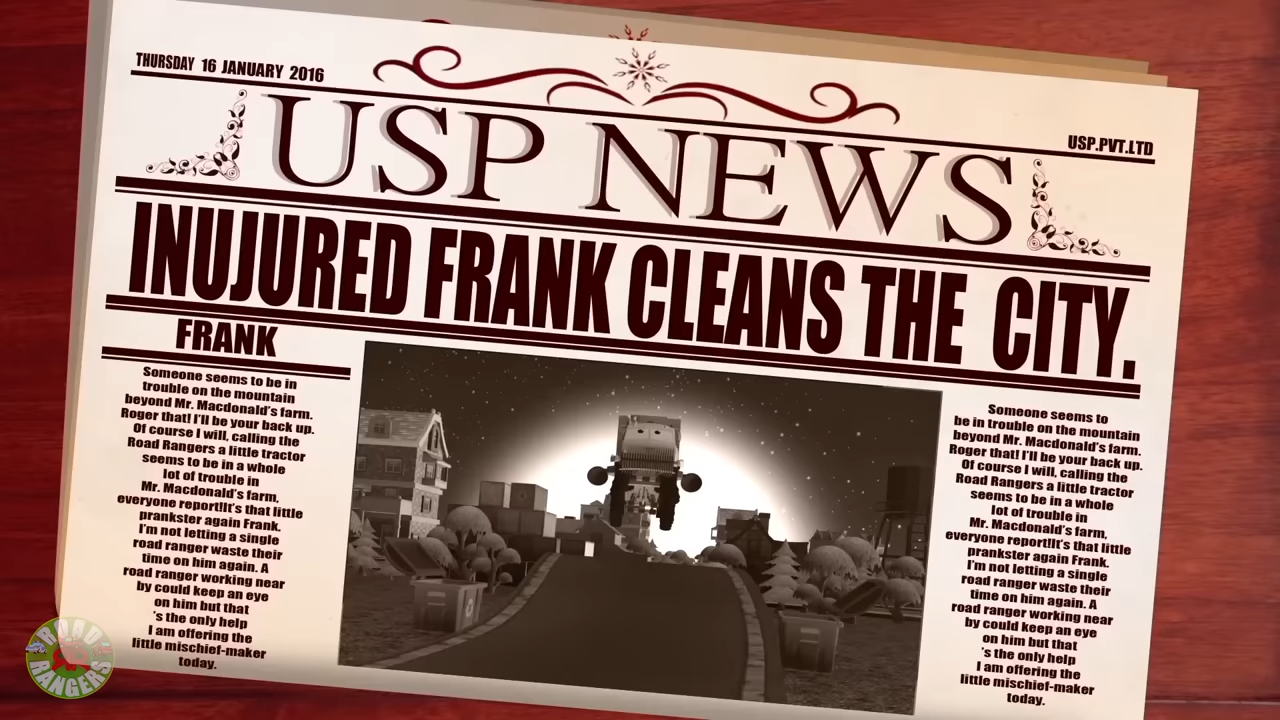 THURSDAY 16 JANUARY 2016
USP.PVT.LTD
USP NEWS
INUJURED FRANK CLEANS THE CITY.
FRANK
Someone seems to be in
trouble on the mountain
beyond Mr. Macdonald's farm.
Roger that! I'll be your back up.
Of course I will, calling the
Road Rangers a little tractor
seems to be in a whole
lot of trouble in
Mr. Macdonald's farm,
everyone report!It's that little
prankster again Frank.
I'm not letting a single
road ranger waste their
time on him again. A
road ranger working near
by could keep an eye
on him but that
's the only help
I am offering the
little mischief-maker
today.
Someone seems to
be in trouble on the mountain
beyond Mr. Macdonald's farm.
Roger that! I'll be your back up.
Of course I will, calling the
Road Rangers a little tractor
seems to be in a whole
lot of trouble in
Mr. Macdonald's farm,
everyone report!It's that little
prankster again Frank.
I'm not letting a single
road ranger waste their
time on him again. A
road ranger working near
by could keep an eye
on him but that
's the only help
I am offering the
little mischief-maker
today.
ROAD
RANGERS